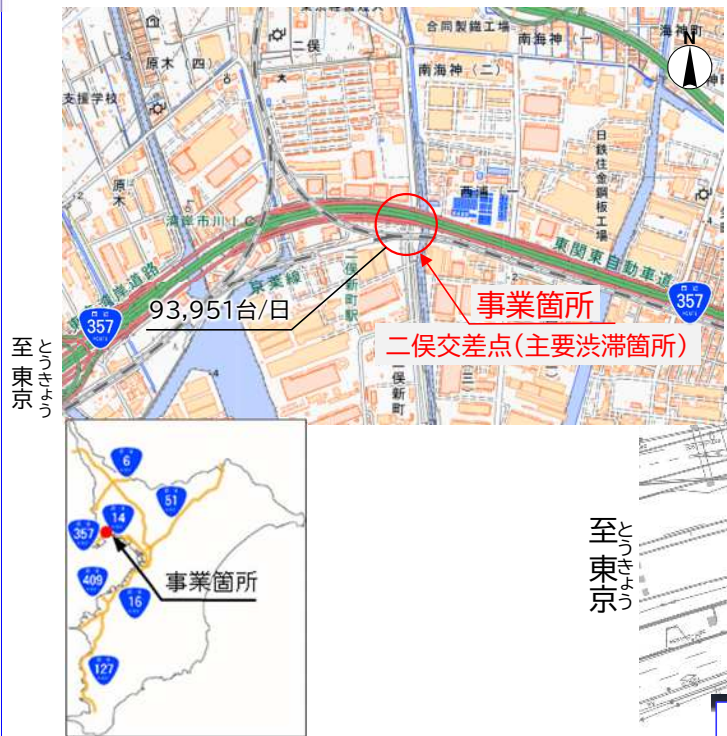 合同製鐵工場
南海神(一)
海神町
N
二俣
原木(四)
南海神(二)
支援学校
原木
日鉄住金鋼板工場
西浦
湾岸市川IC
東関東自動車道
二俣新町駅
京葉線
357
93,951台/日
事業箇所
357
二俣交差点(主要渋滞箇所)
至 東京
とうきょう
二俣新町
6
51
14
357
事業箇所
409
16
127
至 東京
とうきょう